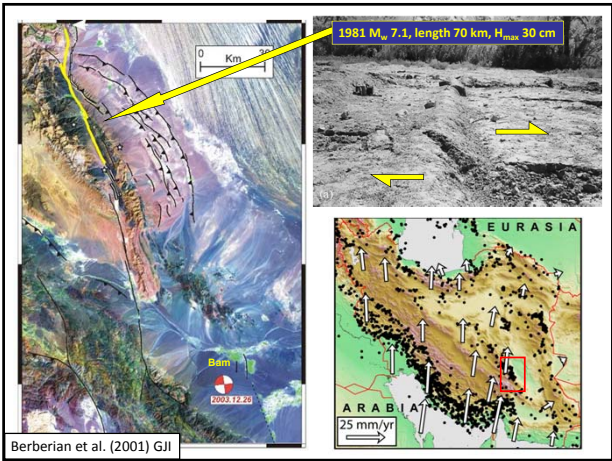 1981 Mw 7.1, length 70 km, Hmax 30 cm
0
Km
(a)
EURASIA
Bam
2003.12.26
ARABIA
25 mm/yr
Berberian et al. (2001) GJI